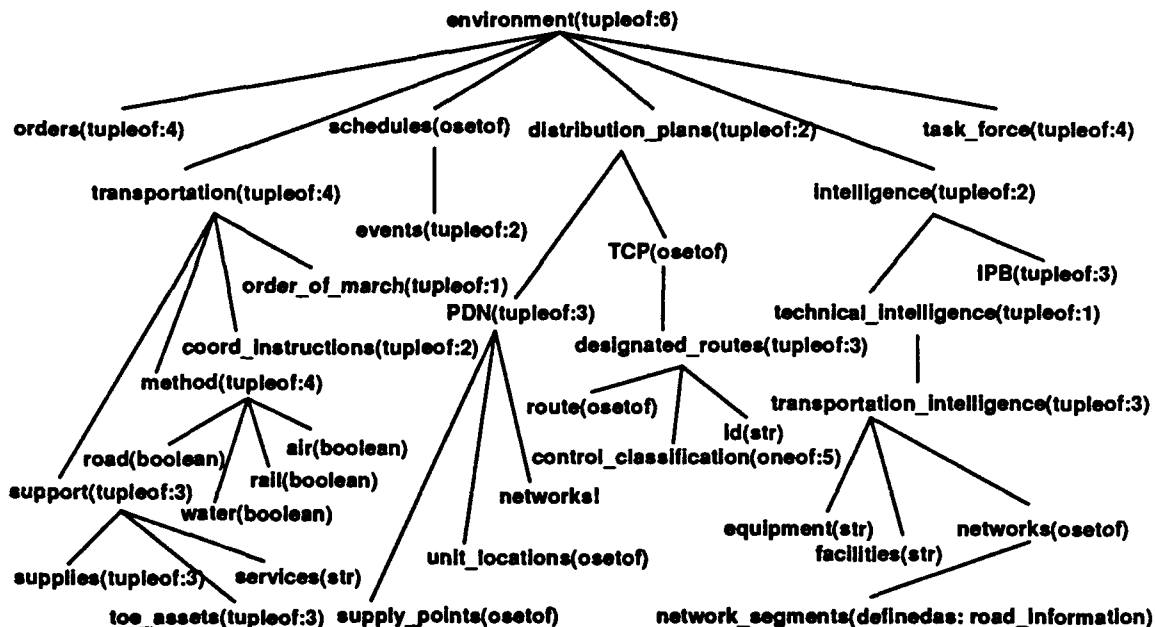 environment(tupleof:6)
orders(tupleof:4)
schedules(osetof)
distribution_plans(tupleof:2)
task_force(tupleof:4)
transportation(tupleof:4)
intelligence(tupleof:2)
events(tupleof:2)
TCP(osetof)
IPB(tupleof:3)
order_of_march(tupleof:1)
PDN(tupleof:3)
technical_intelligence(tupleof:1)
coord_instructions(tupleof:2)
designated_routes(tupleof:3)
method(tupleof:4)
route(osetof)
transportation_intelligence(tupleof:3)
id(str)
air(boolean)
road(boolean)
control_classification(oneof:5)
rail(boolean)
support(tupleof:3)
networks!
water(boolean)
equipment(str)
networks(osetof)
facilities(str)
unit_locations(osetof)
supplies(tupleof:3)
services(str)
toe_assets(tupleof:3)
supply_points(osetof)
network_segments(definedas: road_information)